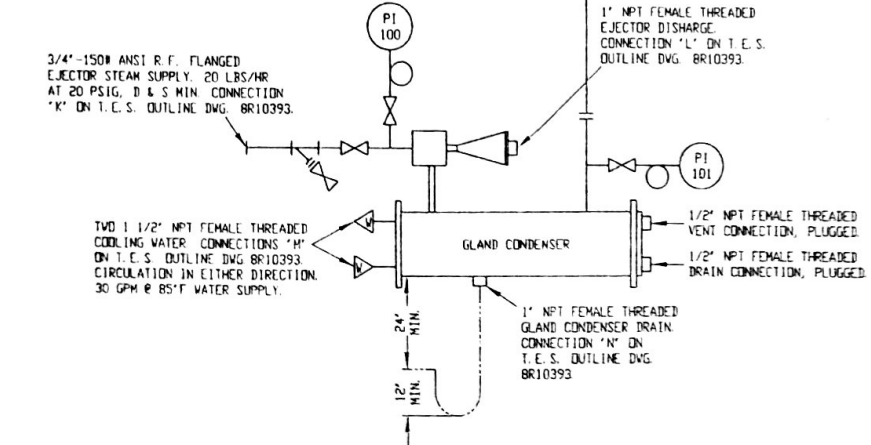 PI
100
1" NPT FEMALE THREADED
EJECTOR DISHARGE.
CONNECTION "L" ON T.E.S.
OUTLINE DWG. 8R10393.
3/4"-150# ANSI R.F. FLANGED
EJECTOR STEAM SUPPLY. 20 LBS/HR
AT 20 PSIG, D & S MIN. CONNECTION
"K" ON T.E.S. OUTLINE DWG. 8R10393.
PI
101
TWO 1 1/2" NPT FEMALE THREADED
COOLING WATER CONNECTIONS "M"
ON T.E.S. OUTLINE DWG 8R10393.
CIRCULATION IN EITHER DIRECTION.
30 GPM @ 85°F WATER SUPPLY.
W
W
GLAND CONDENSER
1/2" NPT FEMALE THREADED
VENT CONNECTION, PLUGGED.
1/2" NPT FEMALE THREADED
DRAIN CONNECTION, PLUGGED.
1" NPT FEMALE THREADED
GLAND CONDENSER DRAIN.
CONNECTION "N" ON
T.E.S. OUTLINE DWG.
8R10393
24"
MIN.
12"
MIN.